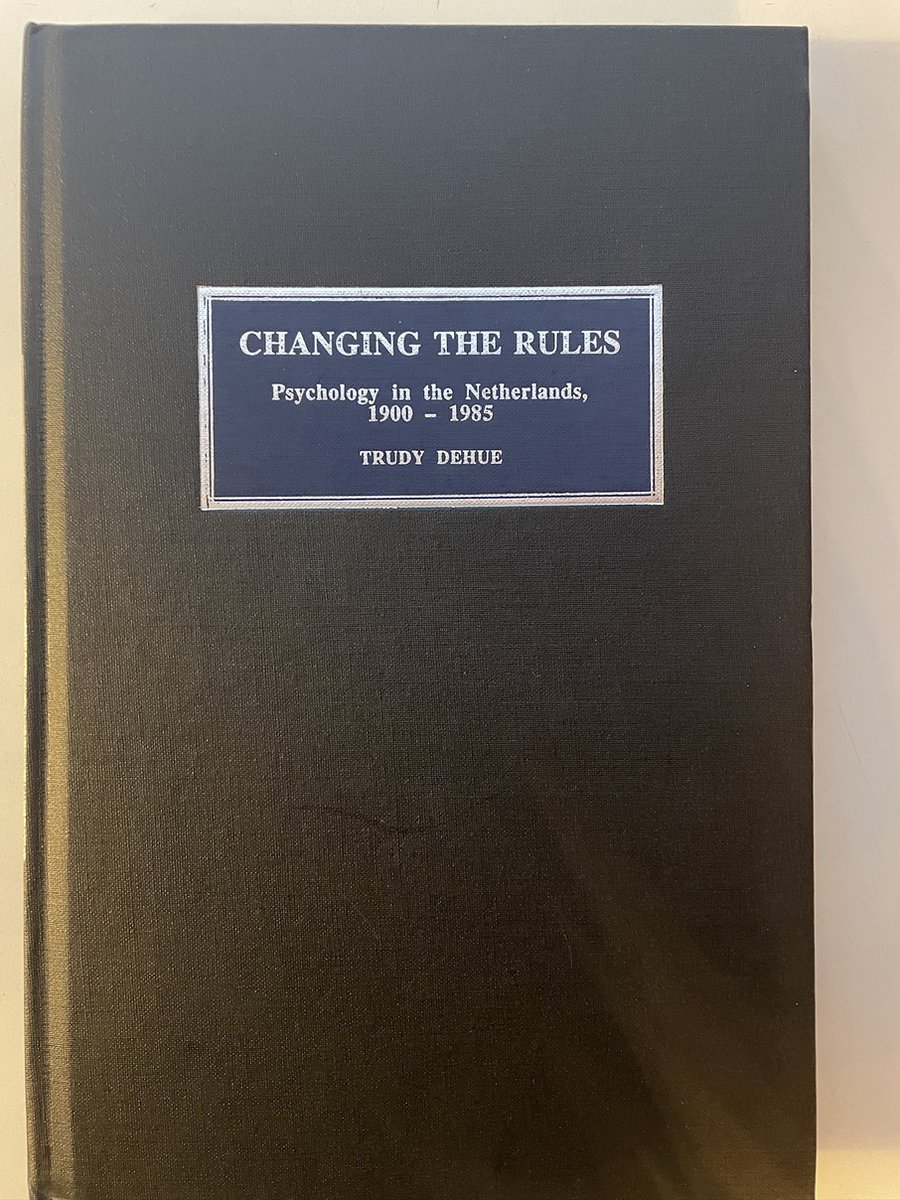 CHANGING THE RULES
Psychology in the Netherlands,
1900 – 1985
TRUDY DEHUE